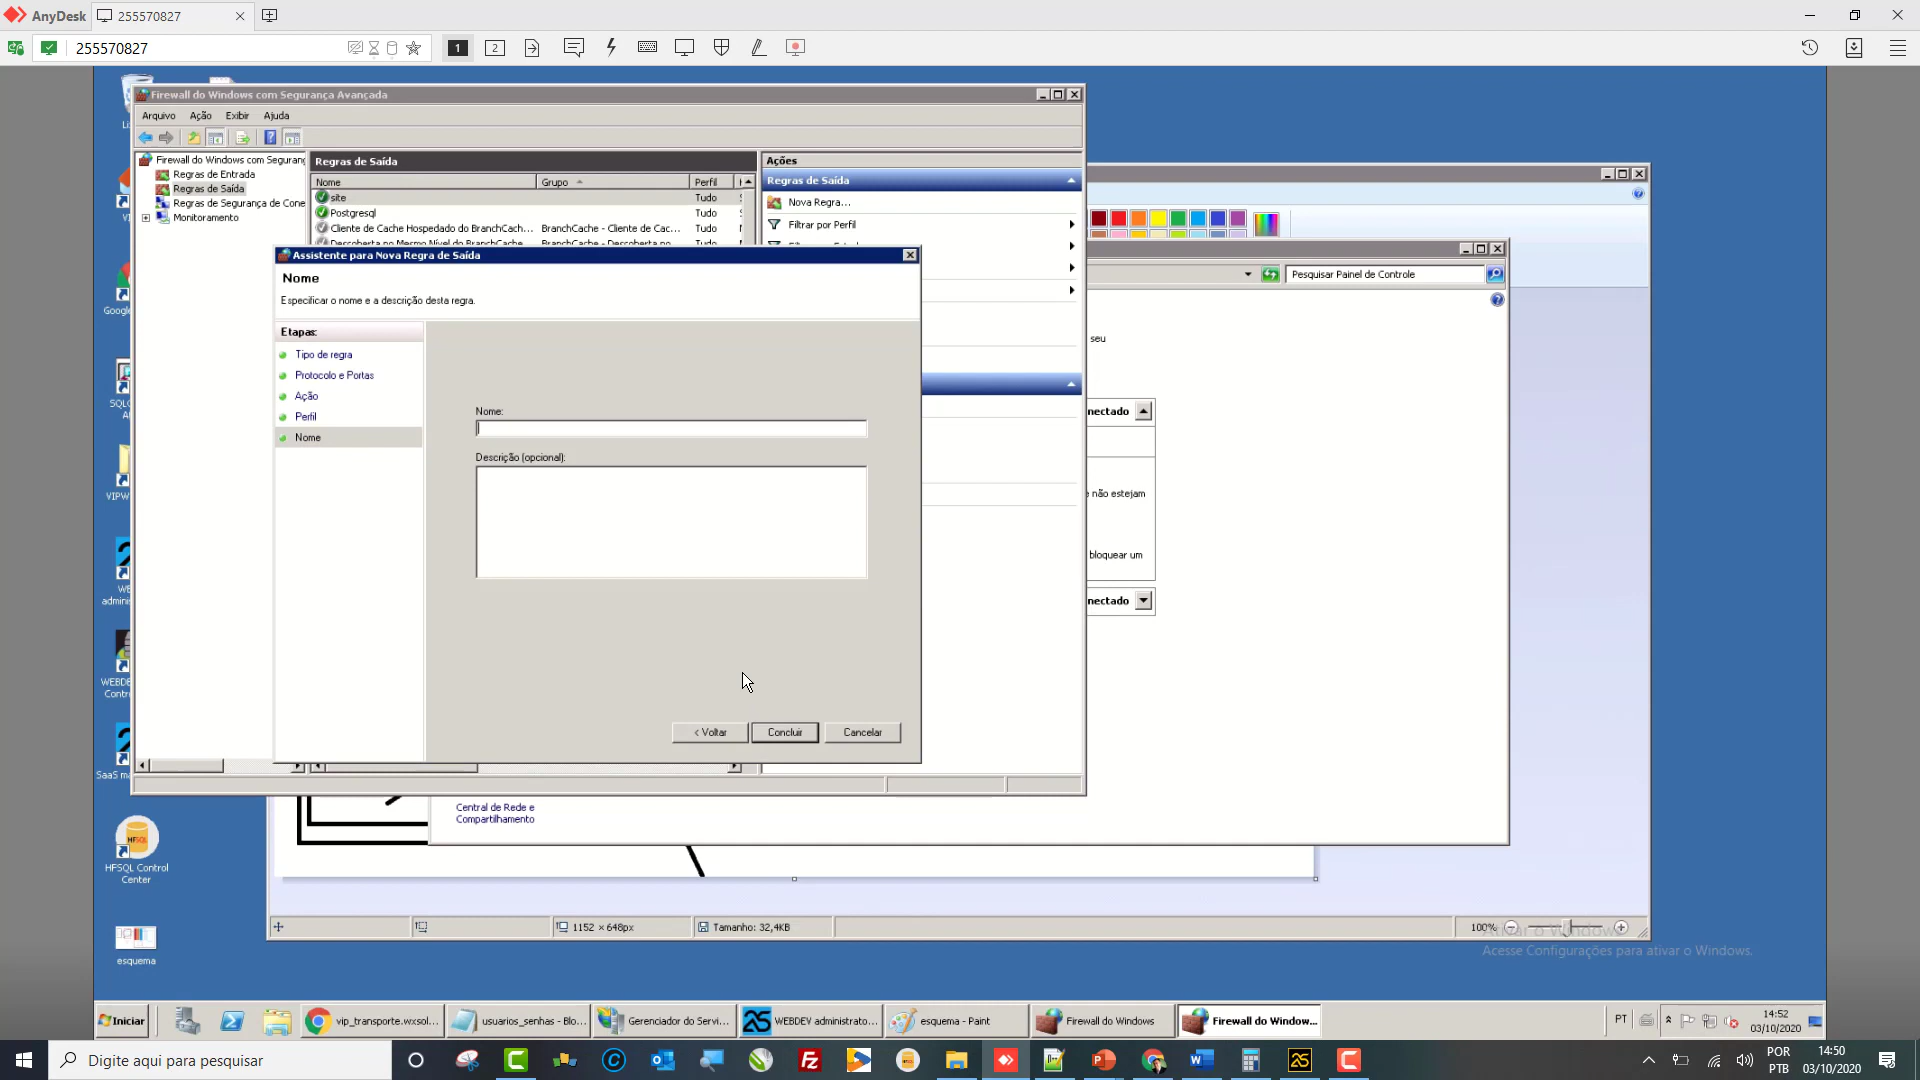 AnyDesk
255570827
255570827
1
2
Firewall do Windows com Segurança Avançada
Arquivo
Ação
Exibir
Ajuda
Firewall do Windows com Seguran
Regras de Entrada
Regras de Saída
Regras de Segurança de Cone
Monitoramento
Regras de Saída
Nome
Grupo
Perfil
site
Tudo
Postgresql
Tudo
Cliente de Cache Hospedado do BranchCach...
BranchCache - Cliente de Cac...
Tudo
Ações
Regras de Saída
Nova Regra...
Filtrar por Perfil
Assistente para Nova Regra de Saída
Nome
Especificar o nome e a descrição desta regra.
Etapas:
Tipo de regra
Protocolo e Portas
Ação
Perfil
Nome
Nome:
Descrição (opcional):
< Voltar
Concluir
Cancelar
Pesquisar Painel de Controle
seu
nectado
e não estejam
bloquear um
nectado
Central de Rede e
Compartilhamento
1152 × 648px
Tamanho: 32,4KB
100%
Ativar o Windows
Acesse Configurações para ativar o Windows.
Google
HFSQL Control
Center
esquema
Iniciar
vip_transporte.wxsol...
usuarios_senhas - Blo...
Gerenciador do Servi...
WEBDEV administrato...
esquema - Paint
Firewall do Windows
Firewall do Window...
PT
14:52
03/10/2020
Digite aqui para pesquisar
POR
PTB
14:50
03/10/2020